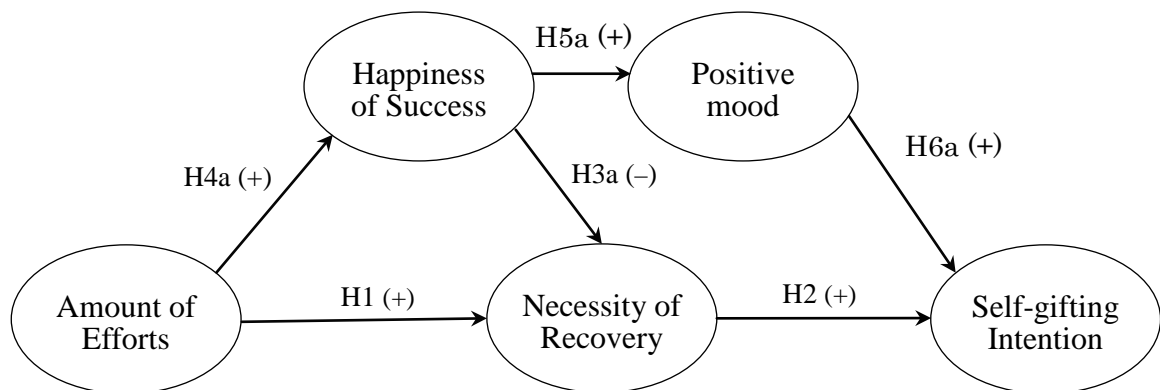 H5a (+)
Happiness
of Success
Positive
mood
H4a (+)
H3a (–)
H6a (+)
Amount of
Efforts
H1 (+)
Necessity of
Recovery
H2 (+)
Self-gifting
Intention